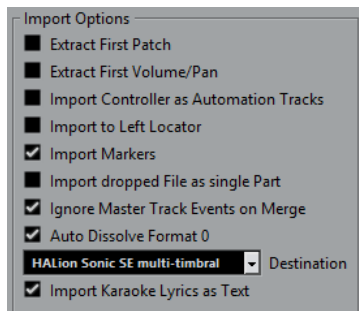 Import Options
Extract First Patch
Extract First Volume/Pan
Import Controller as Automation Tracks
Import to Left Locator
Import Markers
Import dropped File as single Part
Ignore Master Track Events on Merge
Auto Dissolve Format 0
HALion Sonic SE multi-timbral Destination
Import Karaoke Lyrics as Text